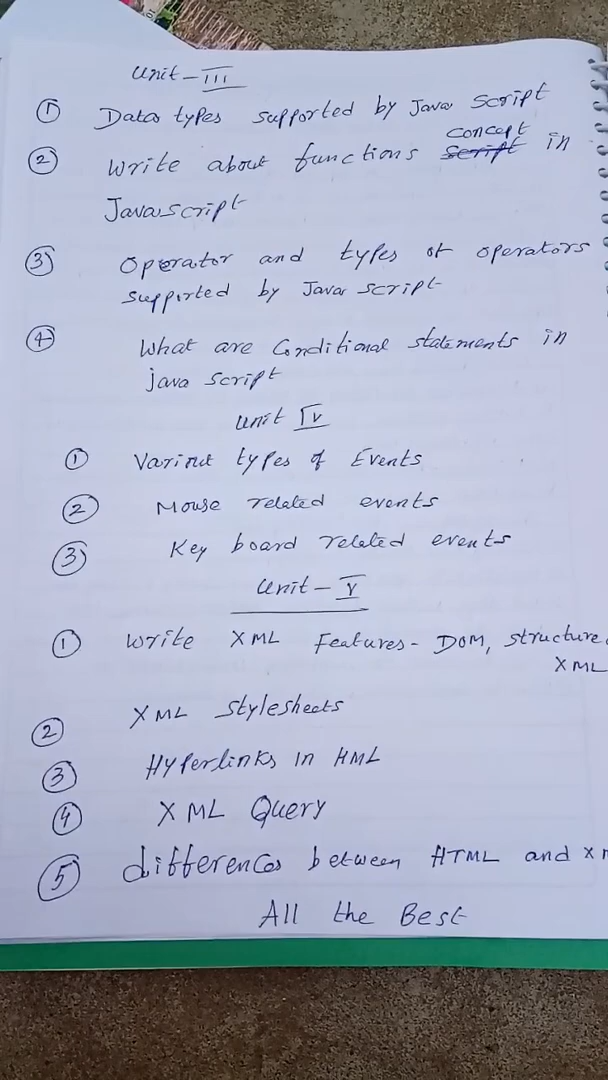 Unit-III
① Data types supported by Java Script
concept
② Write about functions script in
Javascript
③ Operator and types of operators
supported by Java script
④ What are Conditional statements in
java script
unit IV
① Various types of Events
② Mouse related events
③ Key board related events
Unit-V
① Write XML Features- DOM, structure
XML
② XML stylesheets
③ Hyperlinks in HML
④ XML Query
⑤ differences between HTML and
All the Best